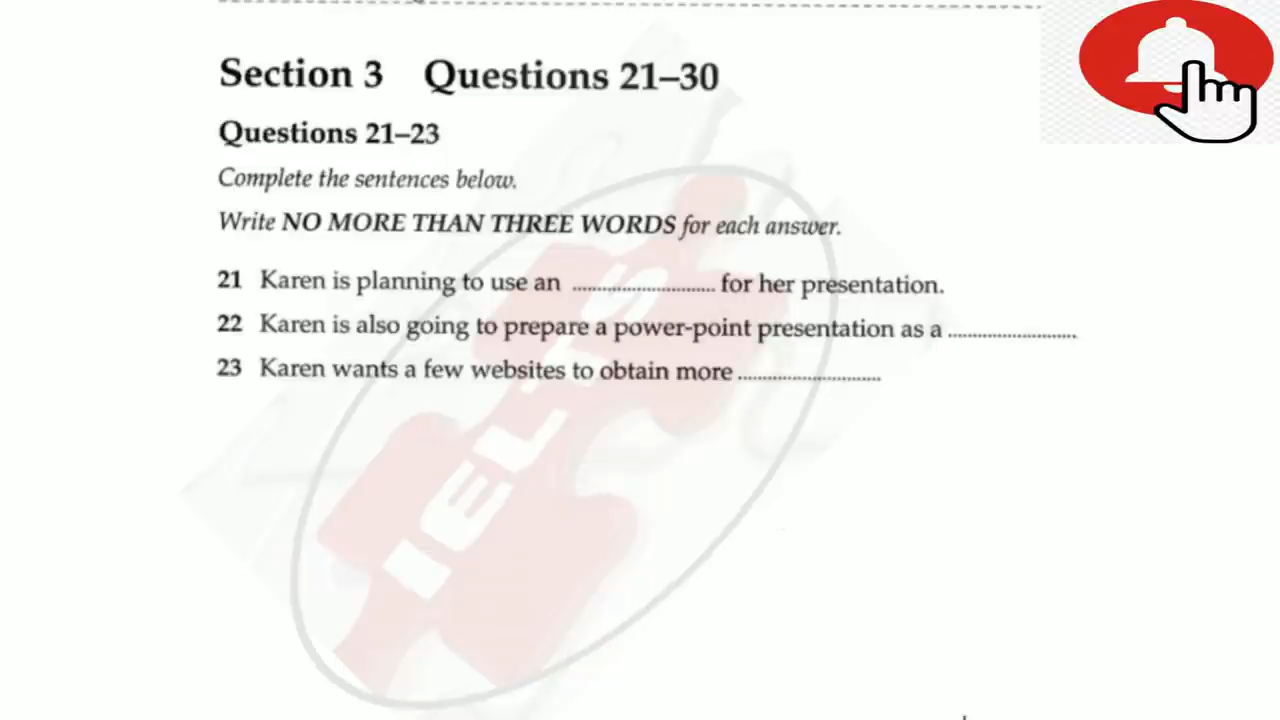 Section 3 Questions 21–30
Questions 21–23
Complete the sentences below.
Write NO MORE THAN THREE WORDS for each answer.
21 Karen is planning to use an .............................. for her presentation.
22 Karen is also going to prepare a power-point presentation as a ...........................
23 Karen wants a few websites to obtain more ..............................
IELTS